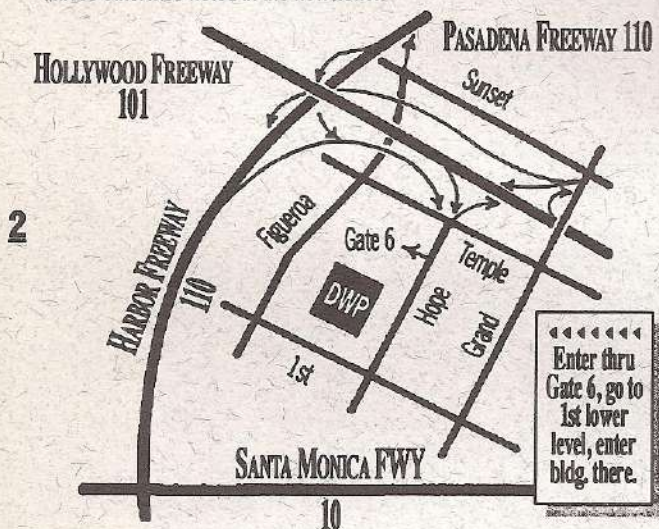 PASADENA FREEWAY 110
HOLLYWOOD FREEWAY
101
Sunset
2
Figueroa
Gate 6
Temple
HARBOR FREEWAY
110
DWP
Hope
Grand
1st
Enter thru
Gate 6, go to
1st lower
level, enter
bldg. there.
SANTA MONICA FWY
10